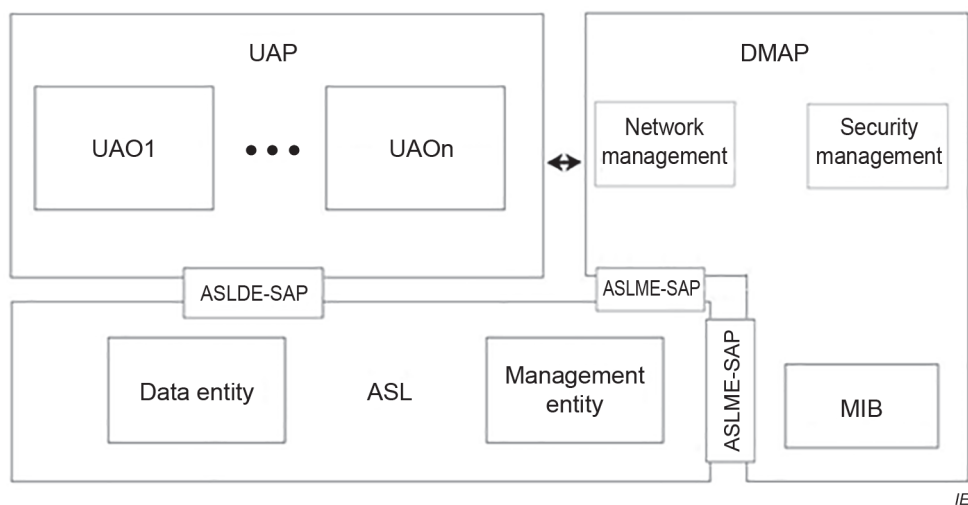 UAP
DMAP
UAO1
UAOn
Network
management
Security
management
ASLDE-SAP
ASLME-SAP
ASLME-SAP
Data entity
ASL
Management
entity
MIB
IE